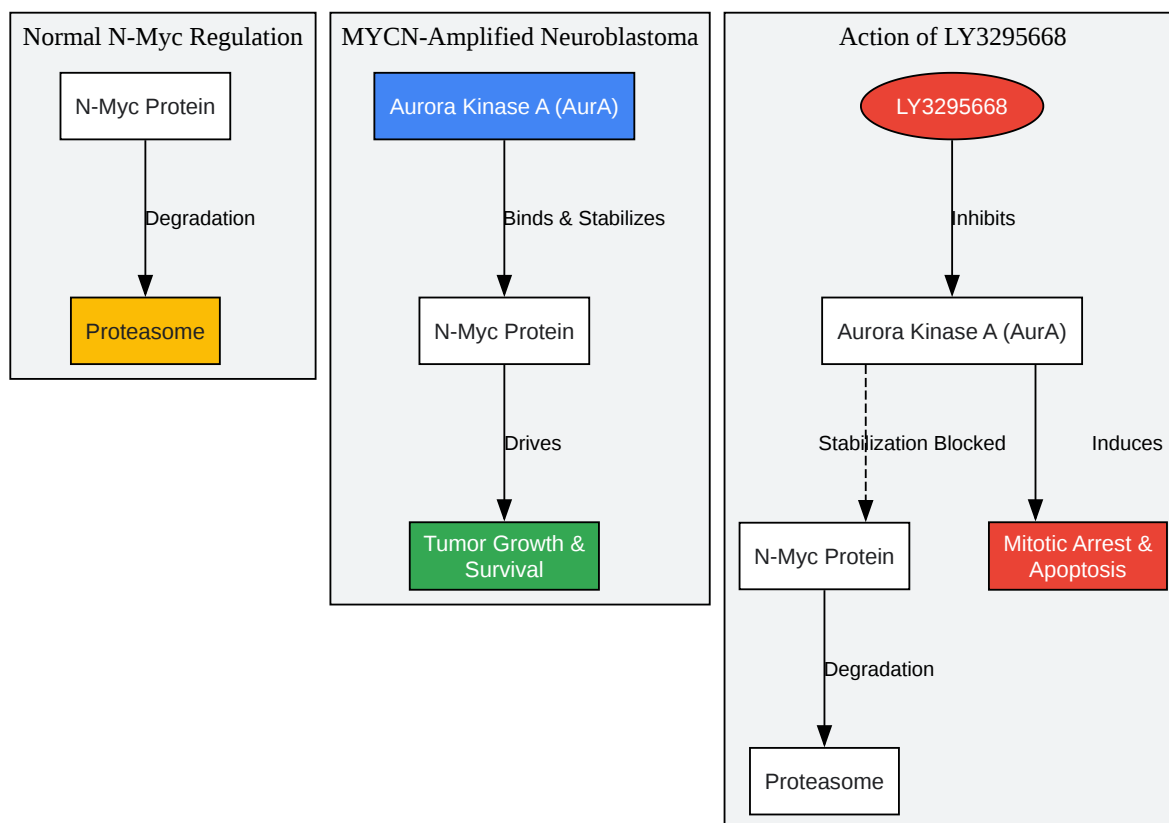 Normal N-Myc Regulation
N-Myc Protein
Degradation
Proteasome
MYCN-Amplified Neuroblastoma
Aurora Kinase A (AurA)
Binds & Stabilizes
N-Myc Protein
Drives
Tumor Growth &
Survival
Action of LY3295668
LY3295668
Inhibits
Aurora Kinase A (AurA)
Stabilization Blocked
Induces
N-Myc Protein
Mitotic Arrest &
Apoptosis
Degradation
Proteasome